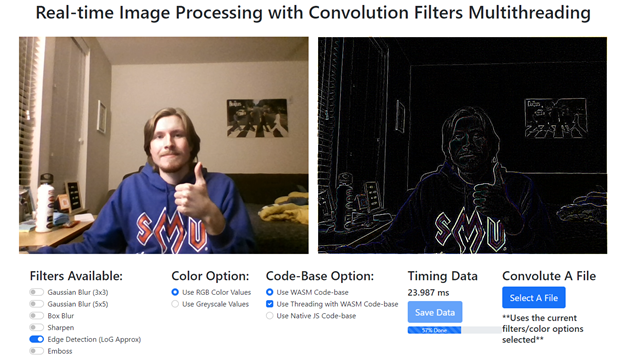 Real-time Image Processing with Convolution Filters Multithreading
SMU
SMU
Filters Available:
Gaussian Blur (3x3)
Gaussian Blur (5x5)
Box Blur
Sharpen
Edge Detection (LoG Approx)
Emboss
Color Option:
Use RGB Color Values
Use Greyscale Values
Code-Base Option:
Use WASM Code-base
Use Threading with WASM Code-base
Use Native JS Code-base
Timing Data
23.987 ms
Save Data
57% Done
Convolute A File
Select A File
**Uses the current
filters/color options
selected**